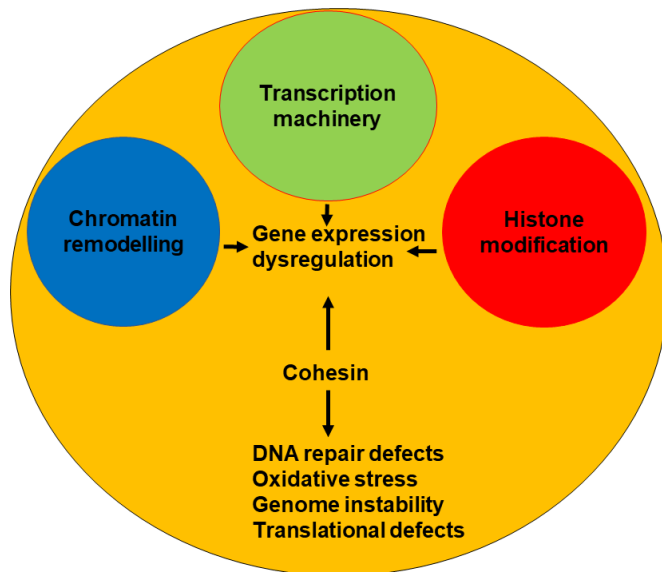 Transcription
machinery
Chromatin
remodelling
Histone
modification
Gene expression
dysregulation
Cohesin
DNA repair defects
Oxidative stress
Genome instability
Translational defects